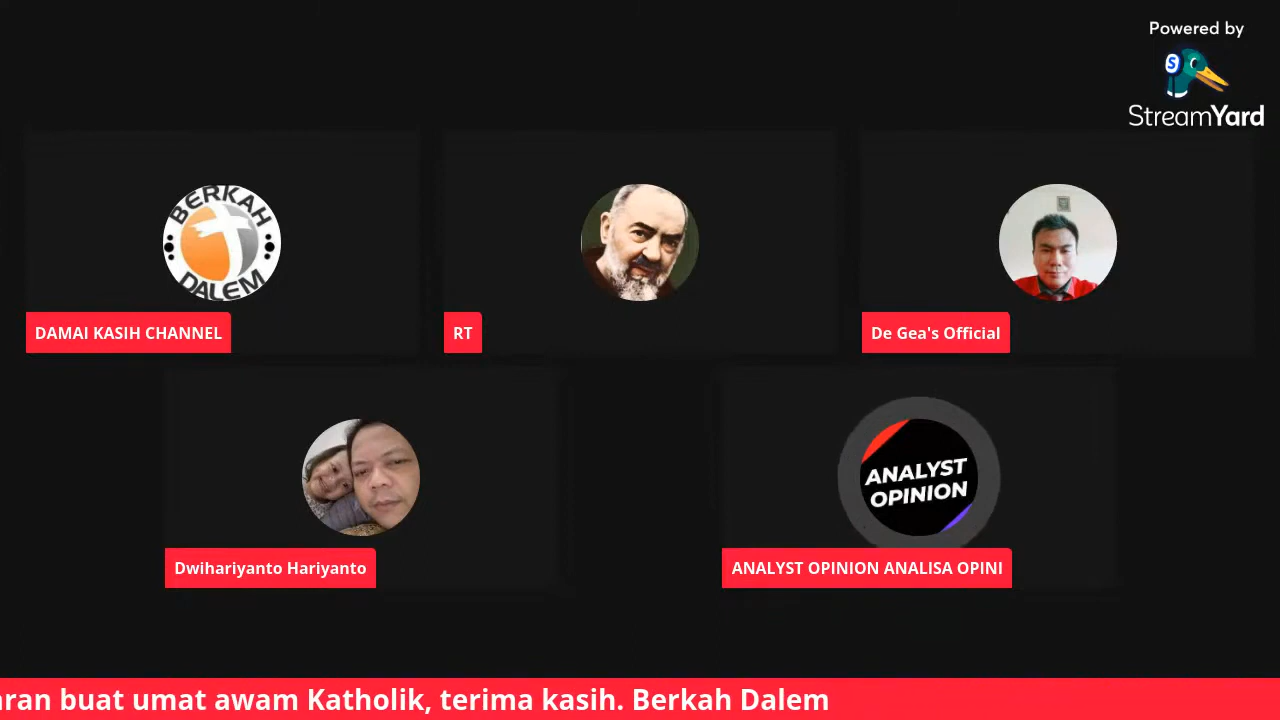 Powered by
S
StreamYard
BERKAH
DALEM
DAMAI KASIH CHANNEL
RT
De Gea's Official
Dwihariyanto Hariyanto
ANALYST
OPINION
ANALYST OPINION ANALISA OPINI
buat umat awam Katholik, terima kasih. Berkah Dalem